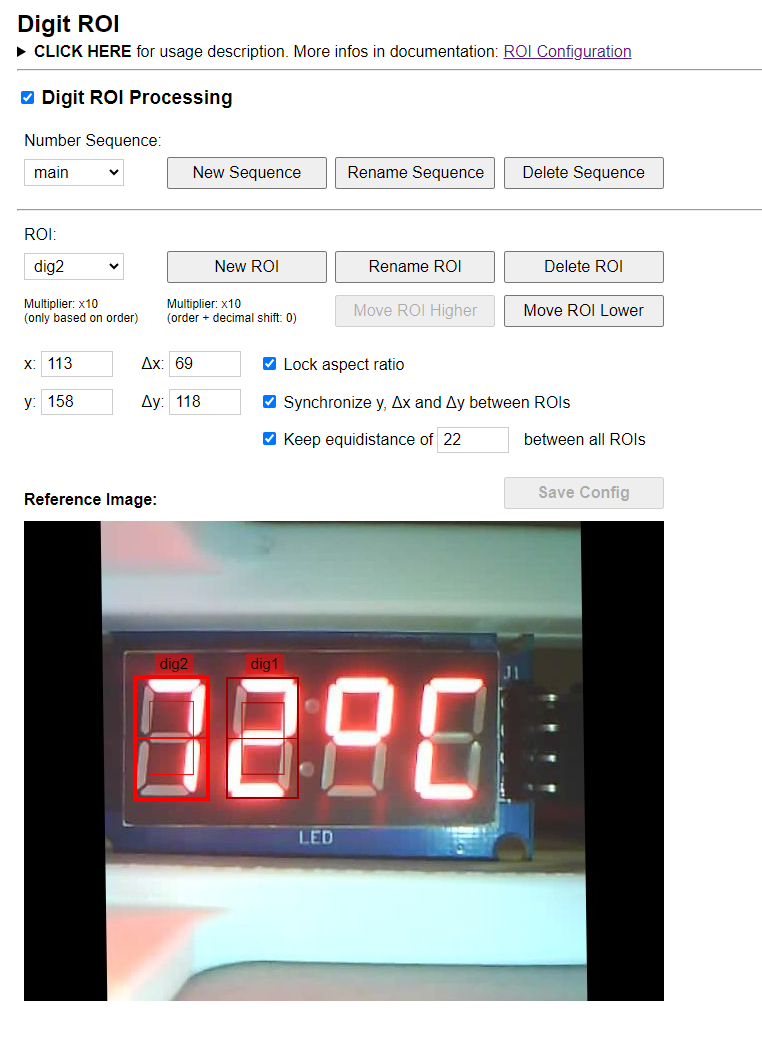 Digit ROI
▶ CLICK HERE for usage description. More infos in documentation: ROI Configuration
Digit ROI Processing
Number Sequence:
main New Sequence Rename Sequence Delete Sequence
ROI:
dig2 New ROI Rename ROI Delete ROI
Multiplier: x10 Multiplier: x10 Move ROI Higher Move ROI Lower
(only based on order) (order + decimal shift: 0)
x: 113 Δx: 69 Lock aspect ratio
y: 158 Δy: 118 Synchronize y, Δx and Δy between ROIs
Keep equidistance of 22 between all ROIs
Save Config
Reference Image:
dig2 dig1
J1
72°C
LED